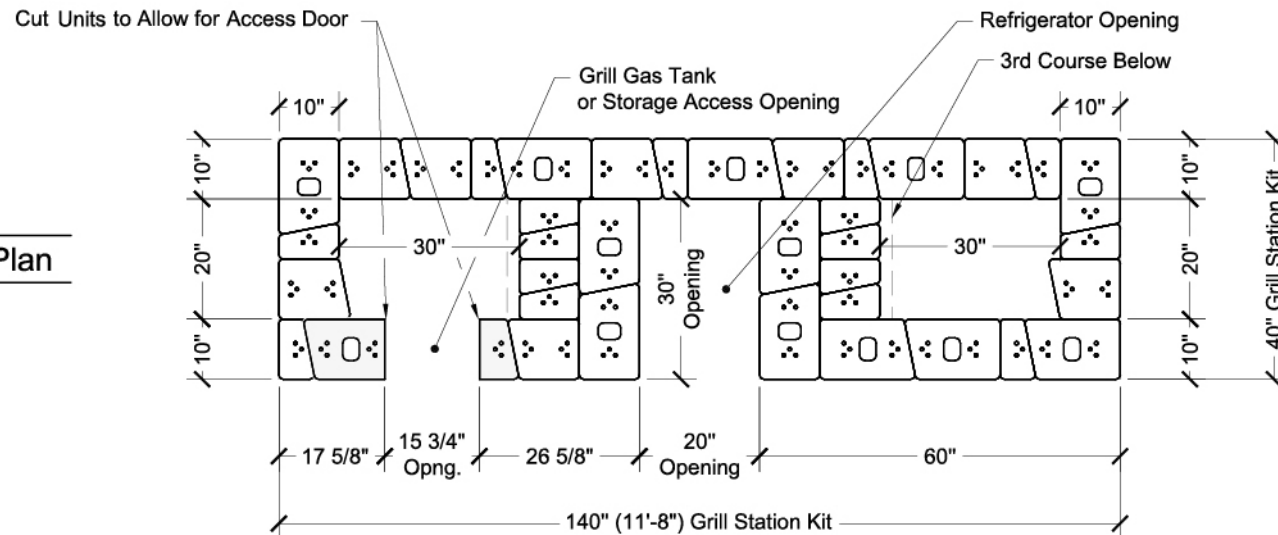 Cut Units to Allow for Access Door
Refrigerator Opening
3rd Course Below
Grill Gas Tank
or Storage Access Opening
10"
10"
10"
10"
Plan
20"
30"
30"
Opening
30"
20"
40" Grill Station Kit
10"
10"
17 5/8"
15 3/4"
Opng.
26 5/8"
20"
Opening
60"
140" (11'-8") Grill Station Kit